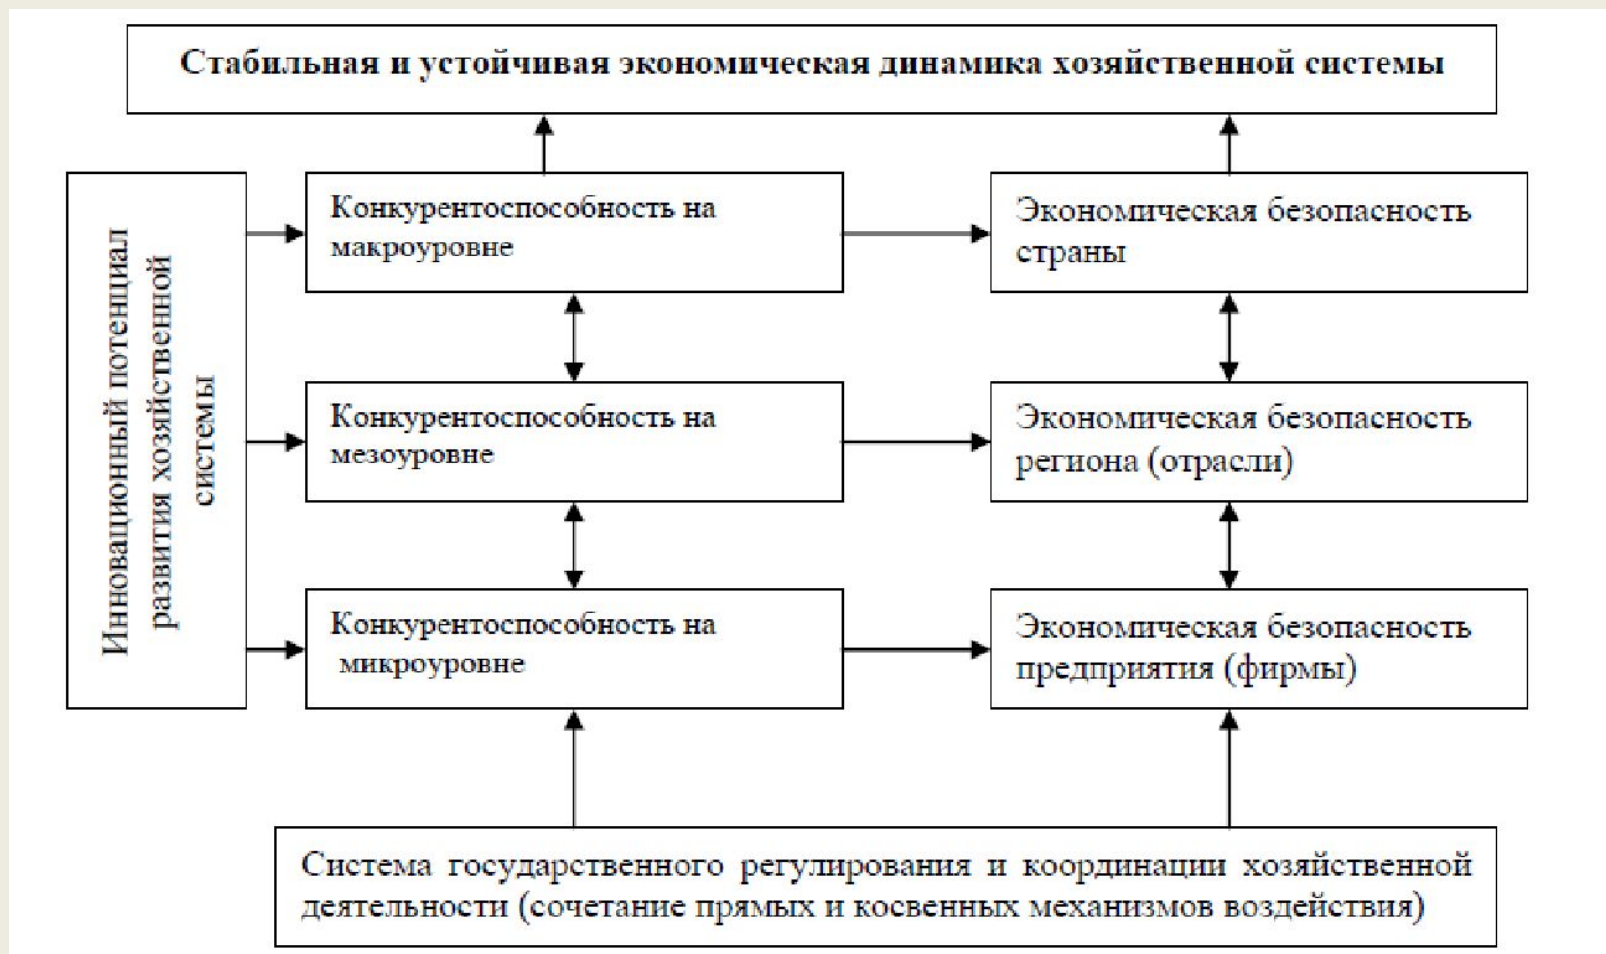 Стабильная и устойчивая экономическая динамика хозяйственной системы
Инновационный потенциал
развития хозяйственной
системы
Конкурентоспособность на
макроуровне
Экономическая безопасность
страны
Конкурентоспособность на
мезоуровне
Экономическая безопасность
региона (отрасли)
Конкурентоспособность на
микроуровне
Экономическая безопасность
предприятия (фирмы)
Система государственного регулирования и координации хозяйственной
деятельности (сочетание прямых и косвенных механизмов воздействия)